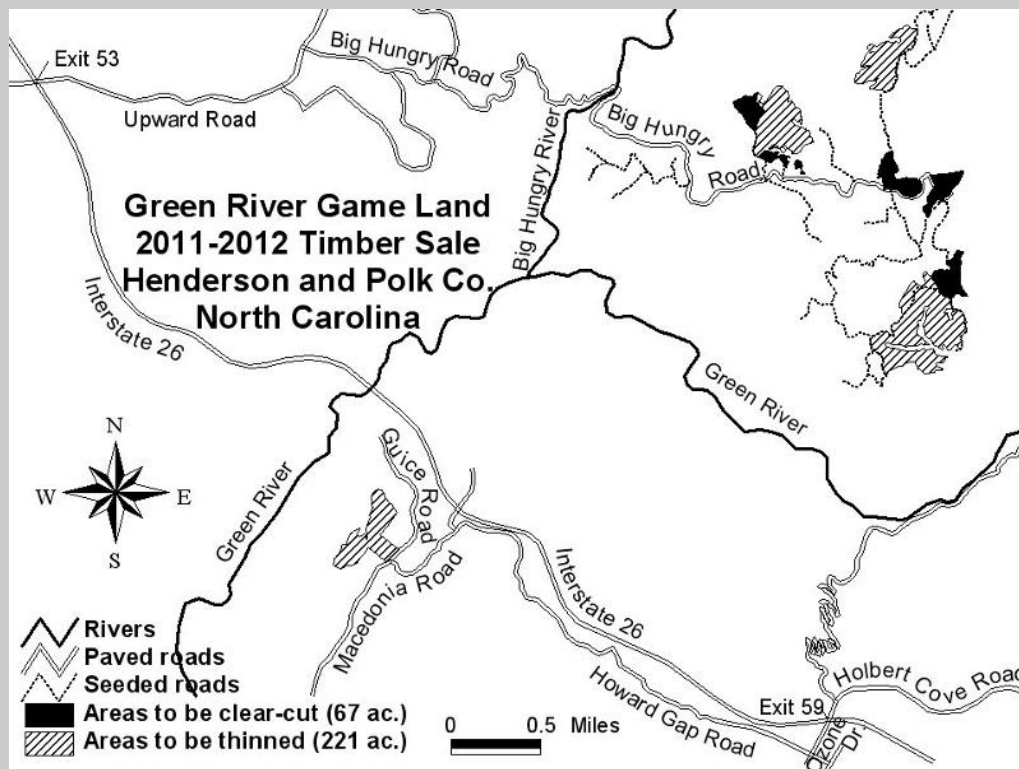 Exit 53
Big Hungry Road
Upward Road
Big Hungry River
Big Hungry
Road
Green River Game Land
2011-2012 Timber Sale
Henderson and Polk Co.
North Carolina
Interstate 26
Green River
Green River
Guice Road
Macedonia Road
Interstate 26
Howard Gap Road
Exit 59
Holbert Cove Road
Ozone Dr.
N
W E
S
Rivers
Paved roads
Seeded roads
Areas to be clear-cut (67 ac.)
Areas to be thinned (221 ac.)
0 0.5 Miles